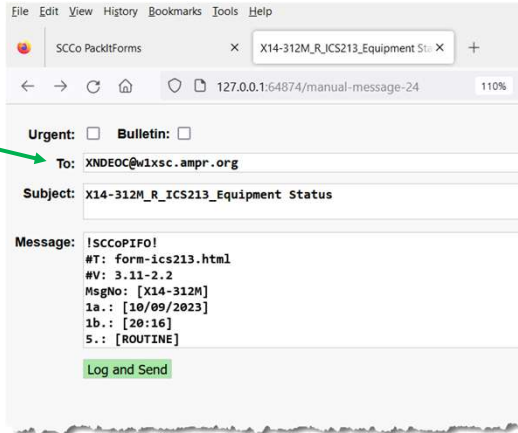 File Edit View History Bookmarks Tools Help
SCCo PackItForms × X14-312M_R_ICS213_Equipment Sta × +
127.0.0.1:64874/manual-message-24 110%
Urgent: Bulletin:
To: XNDEOC@w1xsc.ampr.org
Subject: X14-312M_R_ICS213_Equipment Status
Message: !SCCoPIFO!
#T: form-ics213.html
#V: 3.11-2.2
MsgNo: [X14-312M]
1a.: [10/09/2023]
1b.: [20:16]
5.: [ROUTINE]
Log and Send